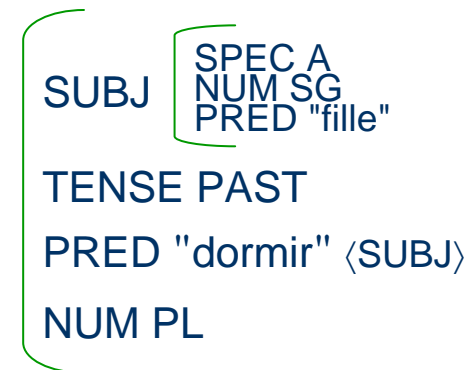 SPEC A
SUBJ NUM SG
PRED "fille"
TENSE PAST
PRED "dormir" ⟨SUBJ⟩
NUM PL